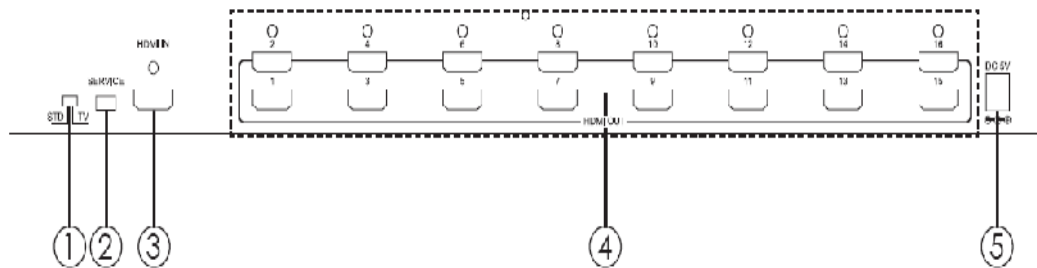 HDMI IN
SERVICE
STD TV
2 4 6 8 10 12 14 16
1 3 5 7 9 11 13 15
HDMI OUT
DC 5V
1 2 3 4 5